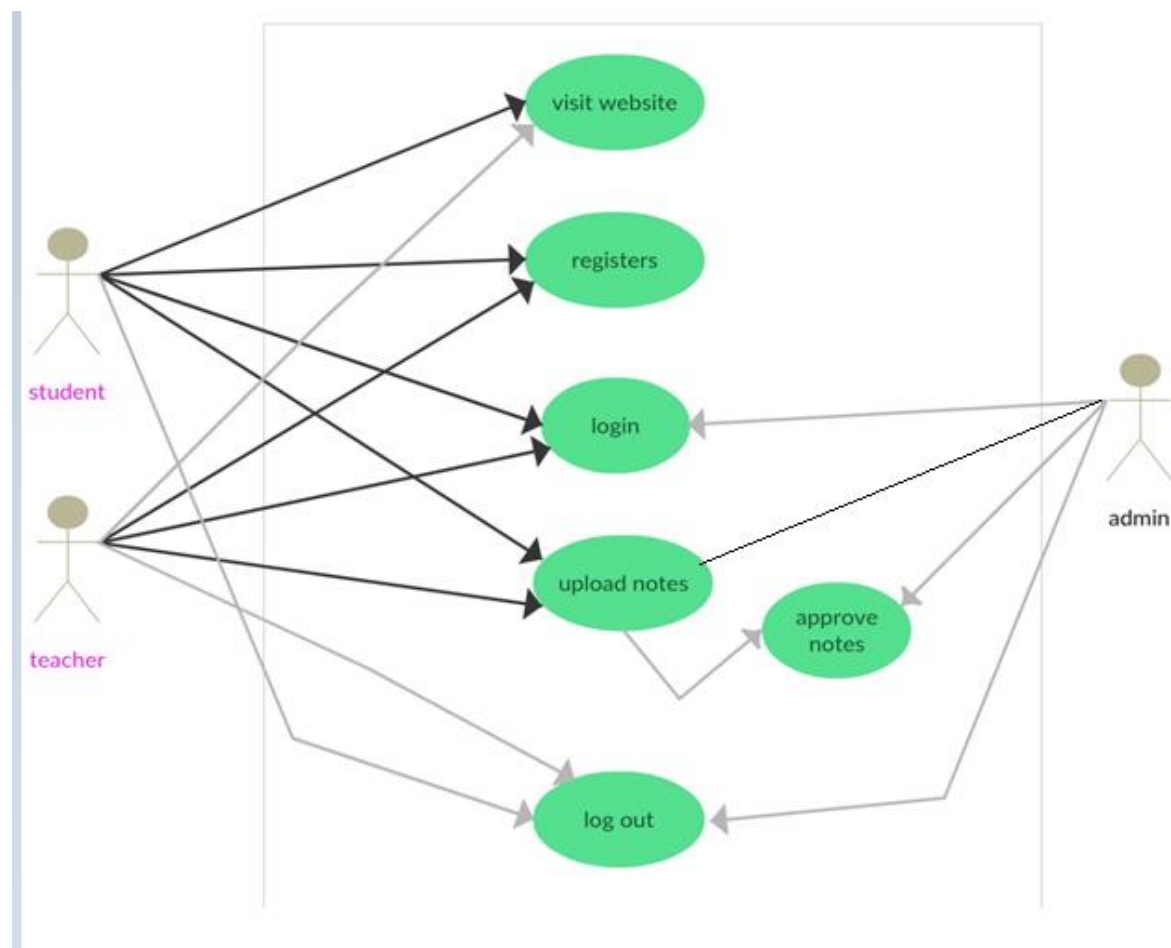 visit website
registers
student
login
admin
upload notes
approve
notes
teacher
log out